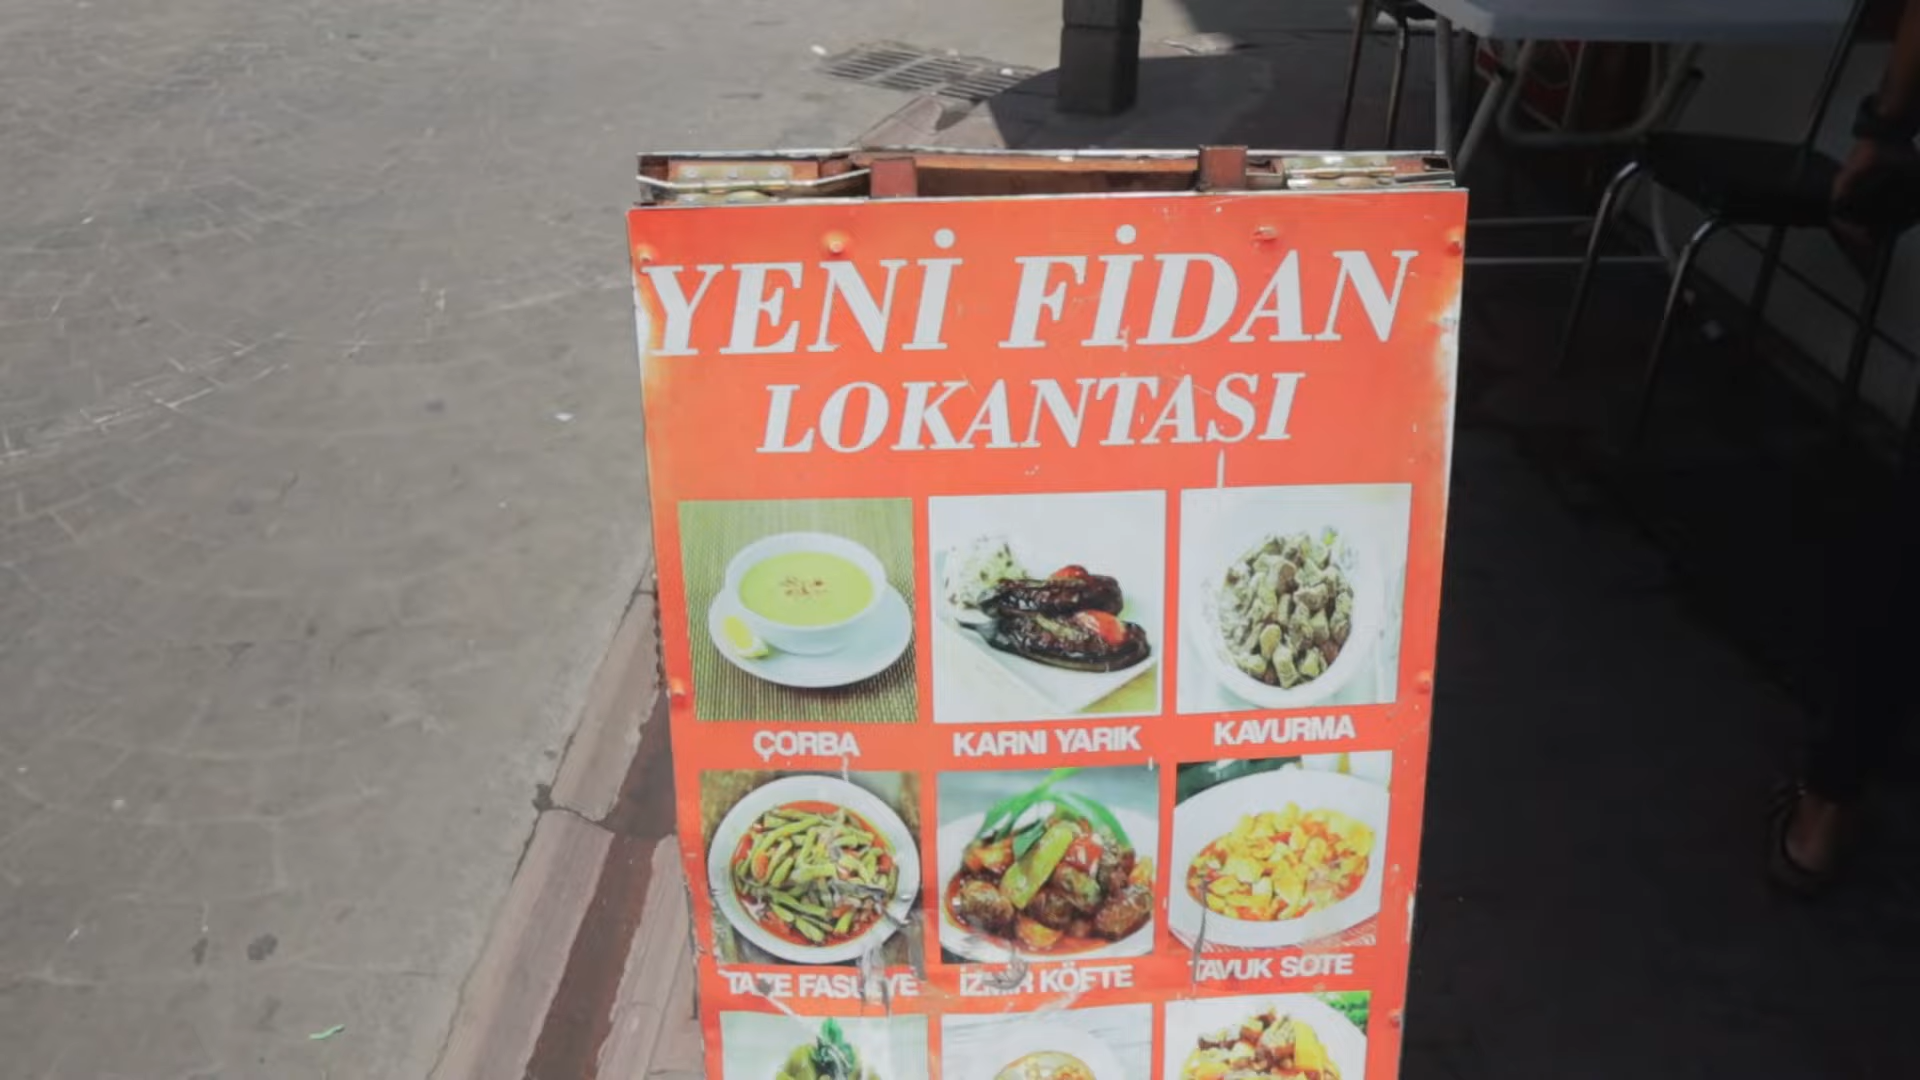 YENİ FİDAN
LOKANTASI
ÇORBA
KARNI YARIK
KAVURMA
TAZE FASULYE
İZMİR KÖFTE
TAVUK SOTE